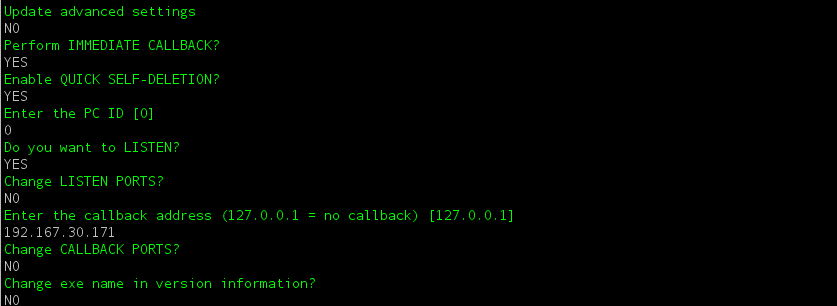 Update advanced settings
NO
Perform IMMEDIATE CALLBACK?
YES
Enable QUICK SELF-DELETION?
YES
Enter the PC ID [0]
0
Do you want to LISTEN?
YES
Change LISTEN PORTS?
NO
Enter the callback address (127.0.0.1 = no callback) [127.0.0.1]
192.167.30.171
Change CALLBACK PORTS?
NO
Change exe name in version information?
NO